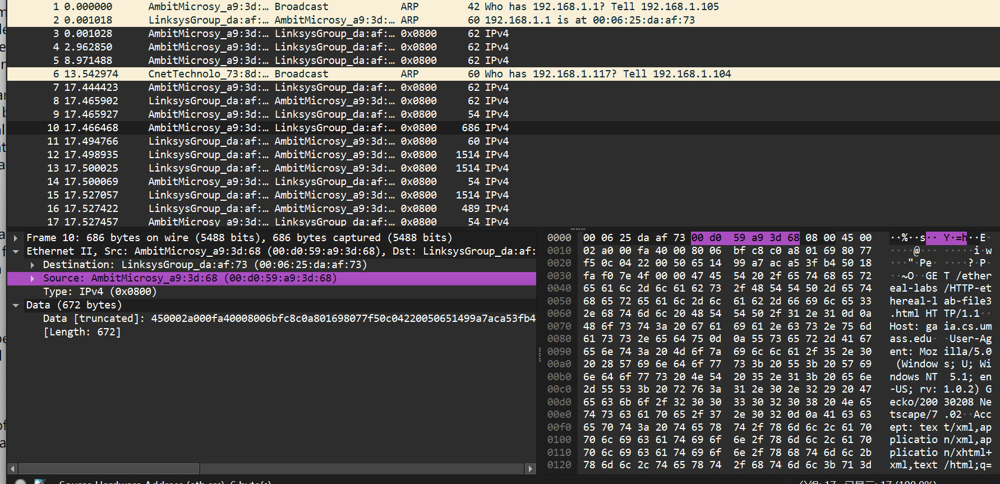 1 0.000000 AmbitMicrosy_a9:3d:… Broadcast ARP 42 Who has 192.168.1.1? Tell 192.168.1.105
2 0.001018 LinksysGroup_da:af:… AmbitMicrosy_a9:3d:… ARP 60 192.168.1.1 is at 00:06:25:da:af:73
3 0.001028 AmbitMicrosy_a9:3d:… LinksysGroup_da:af:… 0x0800 62 IPv4
4 2.962850 AmbitMicrosy_a9:3d:… LinksysGroup_da:af:… 0x0800 62 IPv4
5 8.971488 AmbitMicrosy_a9:3d:… LinksysGroup_da:af:… 0x0800 62 IPv4
6 13.542974 CnetTechnolo_73:8d:… Broadcast ARP 60 Who has 192.168.1.117? Tell 192.168.1.104
7 17.444423 AmbitMicrosy_a9:3d:… LinksysGroup_da:af:… 0x0800 62 IPv4
8 17.465902 LinksysGroup_da:af:… AmbitMicrosy_a9:3d:… 0x0800 62 IPv4
9 17.465927 AmbitMicrosy_a9:3d:… LinksysGroup_da:af:… 0x0800 54 IPv4
10 17.466468 AmbitMicrosy_a9:3d:… LinksysGroup_da:af:… 0x0800 686 IPv4
11 17.494766 LinksysGroup_da:af:… AmbitMicrosy_a9:3d:… 0x0800 60 IPv4
12 17.498935 LinksysGroup_da:af:… AmbitMicrosy_a9:3d:… 0x0800 1514 IPv4
13 17.500025 LinksysGroup_da:af:… AmbitMicrosy_a9:3d:… 0x0800 1514 IPv4
14 17.500069 AmbitMicrosy_a9:3d:… LinksysGroup_da:af:… 0x0800 54 IPv4
15 17.527057 LinksysGroup_da:af:… AmbitMicrosy_a9:3d:… 0x0800 1514 IPv4
16 17.527422 LinksysGroup_da:af:… AmbitMicrosy_a9:3d:… 0x0800 489 IPv4
17 17.527457 AmbitMicrosy_a9:3d:… LinksysGroup_da:af:… 0x0800 54 IPv4
Frame 10: 686 bytes on wire (5488 bits), 686 bytes captured (5488 bits)
Ethernet II, Src: AmbitMicrosy_a9:3d:68 (00:d0:59:a9:3d:68), Dst: LinksysGroup_da:af:
Destination: LinksysGroup_da:af:73 (00:06:25:da:af:73)
Source: AmbitMicrosy_a9:3d:68 (00:d0:59:a9:3d:68)
Type: IPv4 (0x0800)
Data (672 bytes)
Data [truncated]: 450002a000fa40008006bfc8c0a801698077f50c04220050651499a7aca53fb4
[Length: 672]
0000 00 06 25 da af 73 00 d0 59 a9 3d 68 08 00 45 00 ··%··s·· Y·=h··E·
0010 02 a0 00 fa 40 00 80 06 bf c8 c0 a8 01 69 80 77 ····@··· ·····i·w
0020 f5 0c 04 22 00 50 65 14 99 a7 ac a5 3f b4 50 18 ···"·Pe· ····?·P·
0030 fa f0 7e 4f 00 00 47 45 54 20 2f 65 74 68 65 72 ··~O··GE T /ether
0040 65 61 6c 2d 6c 61 62 73 2f 48 54 54 50 2d 65 74 eal-labs /HTTP-et
0050 68 65 72 65 61 6c 2d 6c 61 62 2d 66 69 6c 65 33 hereal-l ab-file3
0060 2e 68 74 6d 6c 20 48 54 54 50 2f 31 2e 31 0d 0a .html HT TP/1.1··
0070 48 6f 73 74 3a 20 67 61 69 61 2e 63 73 2e 75 6d Host: ga ia.cs.um
0080 61 73 73 2e 65 64 75 0d 0a 55 73 65 72 2d 41 67 ass.edu· ·User-Ag
0090 65 6e 74 3a 20 4d 6f 7a 69 6c 6c 61 2f 35 2e 30 ent: Moz illa/5.0
00a0 20 28 57 69 6e 64 6f 77 73 3b 20 55 3b 20 57 69 (Window s; U; Wi
00b0 6e 64 6f 77 73 20 4e 54 20 35 2e 31 3b 20 65 6e ndows NT 5.1; en
00c0 2d 55 53 3b 20 72 76 3a 31 2e 30 2e 32 29 20 47 -US; rv: 1.0.2) G
00d0 65 63 6b 6f 2f 32 30 30 33 30 32 30 38 20 4e 65 ecko/200 30208 Ne
00e0 74 73 63 61 70 65 2f 37 2e 30 32 0d 0a 41 63 63 tscape/7 .02··Acc
00f0 65 70 74 3a 20 74 65 78 74 2f 78 6d 6c 2c 61 70 ept: tex t/xml,ap
0100 70 6c 69 63 61 74 69 6f 6e 2f 78 6d 6c 2c 61 70 plicatio n/xml,ap
0110 70 6c 69 63 61 74 69 6f 6e 2f 78 68 74 6d 6c 2b plicatio n/xhtml+
0120 78 6d 6c 2c 74 65 78 74 2f 68 74 6d 6c 3b 71 3d xml,text /html;q=